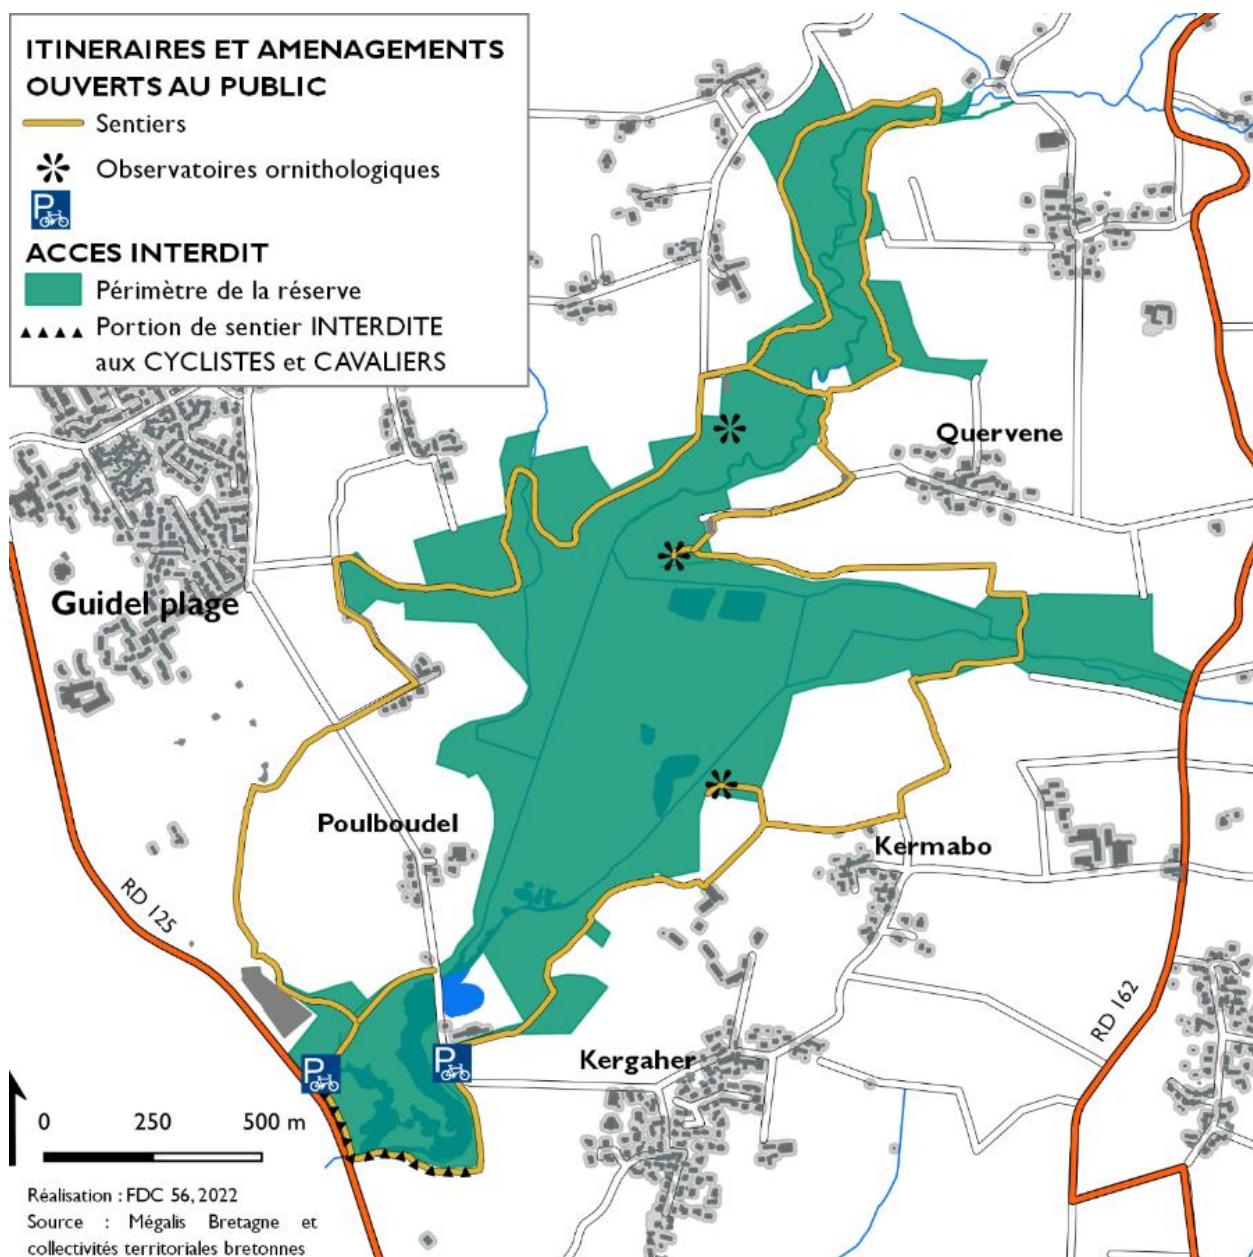 ITINERAIRES ET AMENAGEMENTS
OUVERTS AU PUBLIC
Sentiers
Observatoires ornithologiques
P
ACCES INTERDIT
Périmètre de la réserve
Portion de sentier INTERDITE
aux CYCLISTES et CAVALIERS
Quervene
Guidel plage
Poulboudel
Kermabo
RD 125
RD 162
Kergaher
P
P
0 250 500 m
Réalisation : FDC 56, 2022
Source : Mégalis Bretagne et
collectivités territoriales bretonnes